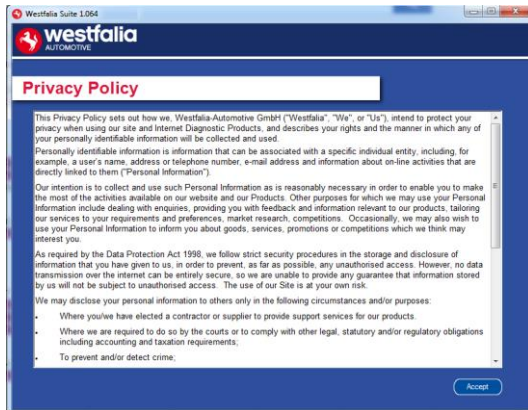 Westfalia Suite 1.064
westfalia
AUTOMOTIVE
Privacy Policy
This Privacy Policy sets out how we, Westfalia-Automotive GmbH ("Westfalia", "We", or "Us"), intend to protect your
privacy when using our site and Internet Diagnostic Products, and describes your rights and the manner in which any of
your personally identifiable information will be collected and used.
Personally identifiable information is information that can be associated with a specific individual entity, including, for
example, a user's name, address or telephone number, e-mail address and information about on-line activities that are
directly linked to them ("Personal Information").
Our intention is to collect and use such Personal Information as is reasonably necessary in order to enable you to make
the most of the activities available on our website and our Products. Other purposes for which we may use your Personal
Information include dealing with enquires, providing you with feedback and information relevant to our products, tailoring
our services to your requirements and preferences, market research, competitions. Occasionally, we may also wish to
use your Personal Information to inform you about goods, services, promotions or competitions which we think may
interest you.
As required by the Data Protection Act 1998, we follow strict security procedures in the storage and disclosure of
information that you have given to us, in order to prevent, as far as possible, any unauthorised access. However, no data
transmission over the internet can be entirely secure, so we are unable to provide any guarantee that information stored
by us will not be subject to unauthorised access. The use of our Site is at your own risk.
We may disclose your personal information to others only in the following circumstances and/or purposes:
• Where you/we have elected a contractor or supplier to provide support services for our products.
• Where we are required to do so by the courts or to comply with other legal, statutory and/or regulatory obligations
including accounting and taxation requirements;
• To prevent and/or detect crime;
Accept